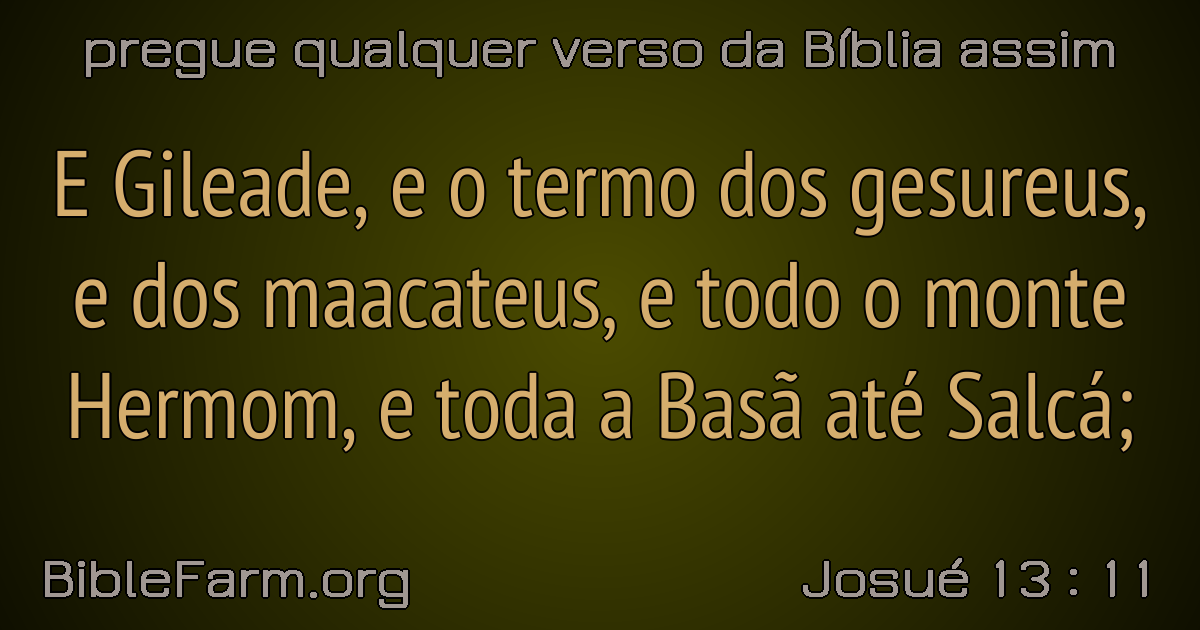 pregue qualquer verso da Bíblia assim
E Gileade, e o termo dos gesureus,
e dos maacateus, e todo o monte
Hermom, e toda a Basã até Salcá;
BibleFarm.org
Josué 13 : 11